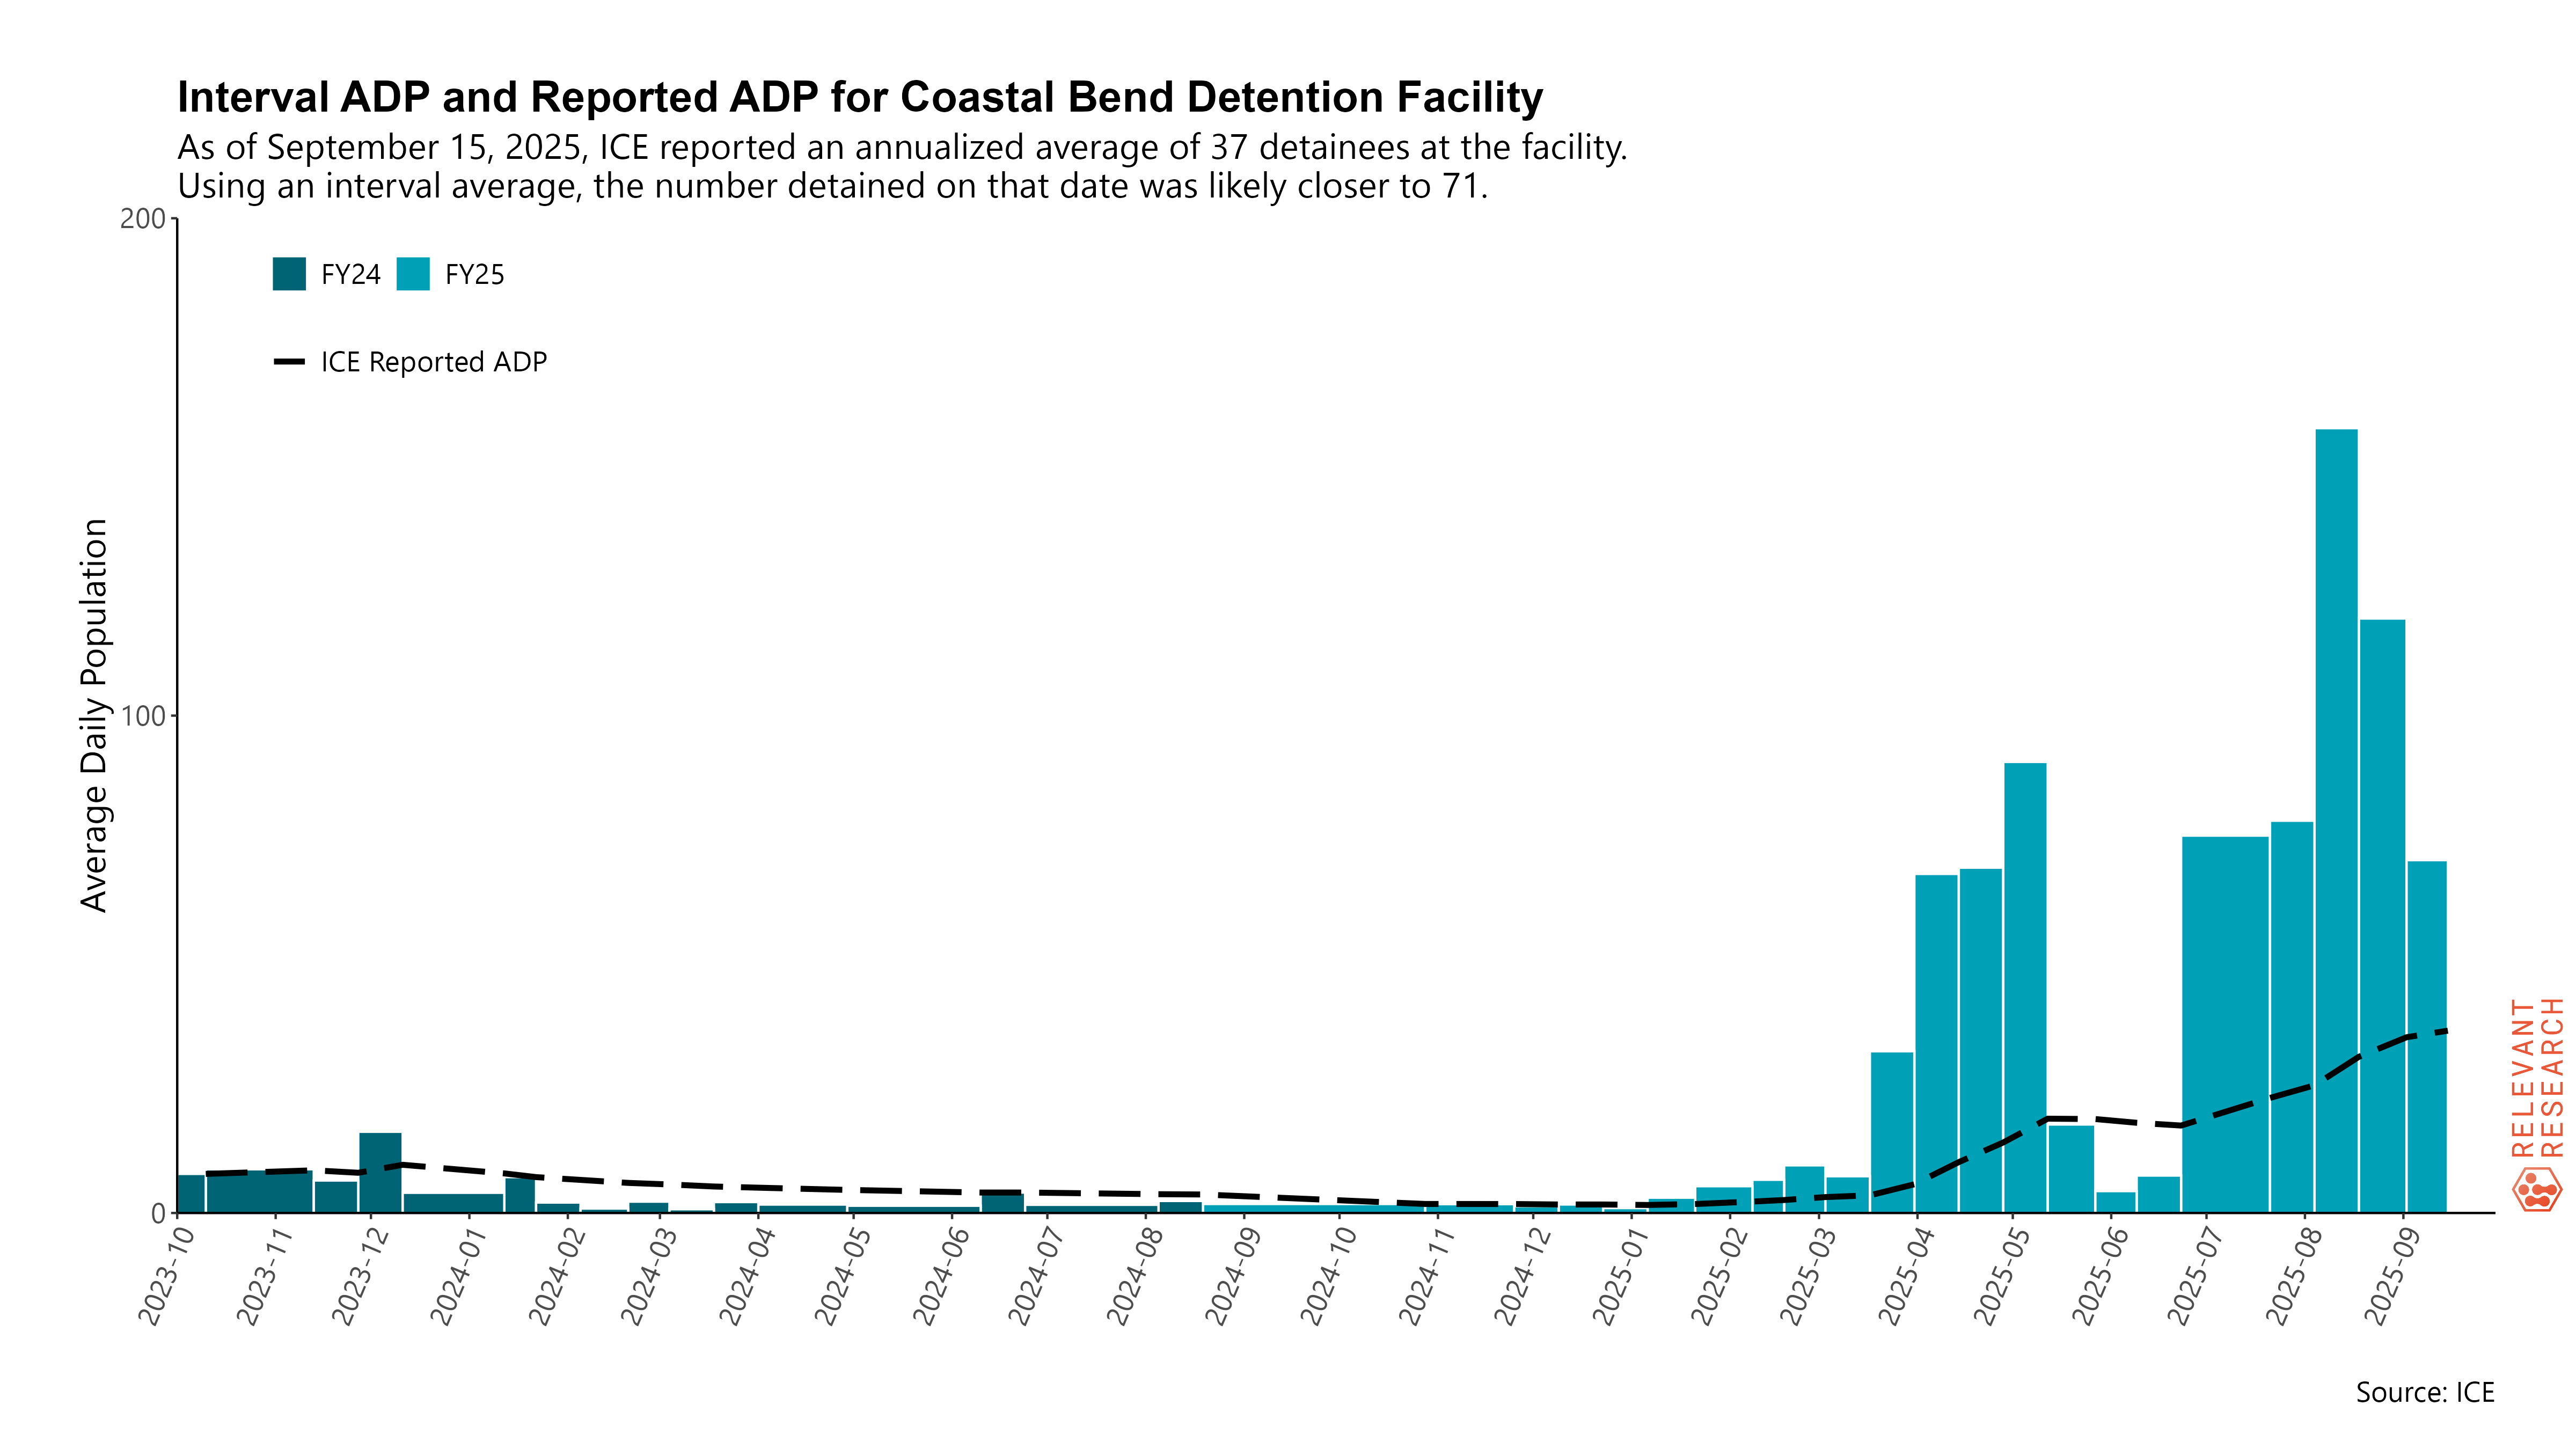 Interval ADP and Reported ADP for Coastal Bend Detention Facility
As of September 15, 2025, ICE reported an annualized average of 37 detainees at the facility.
Using an interval average, the number detained on that date was likely closer to 71.
200
FY24 FY25
ICE Reported ADP
Average Daily Population
100
0
2023-10 2023-11 2023-12 2024-01 2024-02 2024-03 2024-04 2024-05 2024-06 2024-07 2024-08 2024-09 2024-10 2024-11 2024-12 2025-01 2025-02 2025-03 2025-04 2025-05 2025-06 2025-07 2025-08 2025-09
RELEVANT
RESEARCH
Source: ICE